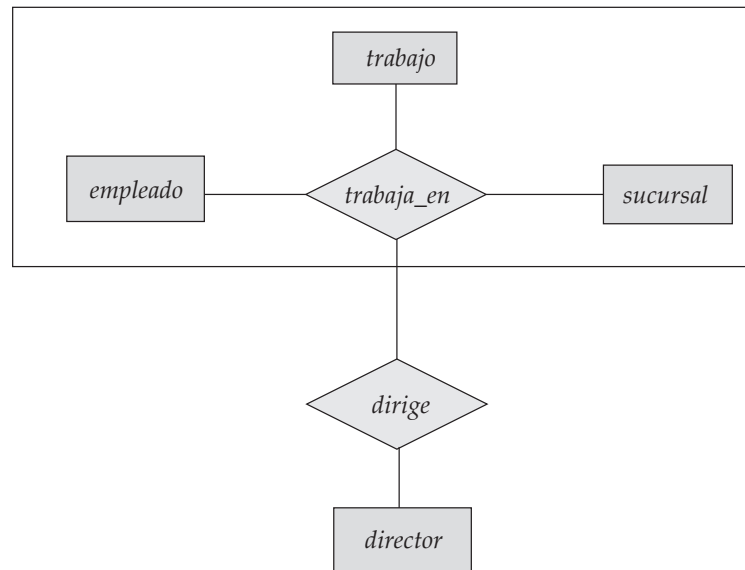 trabajo
empleado
trabaja_en
sucursal
dirige
director